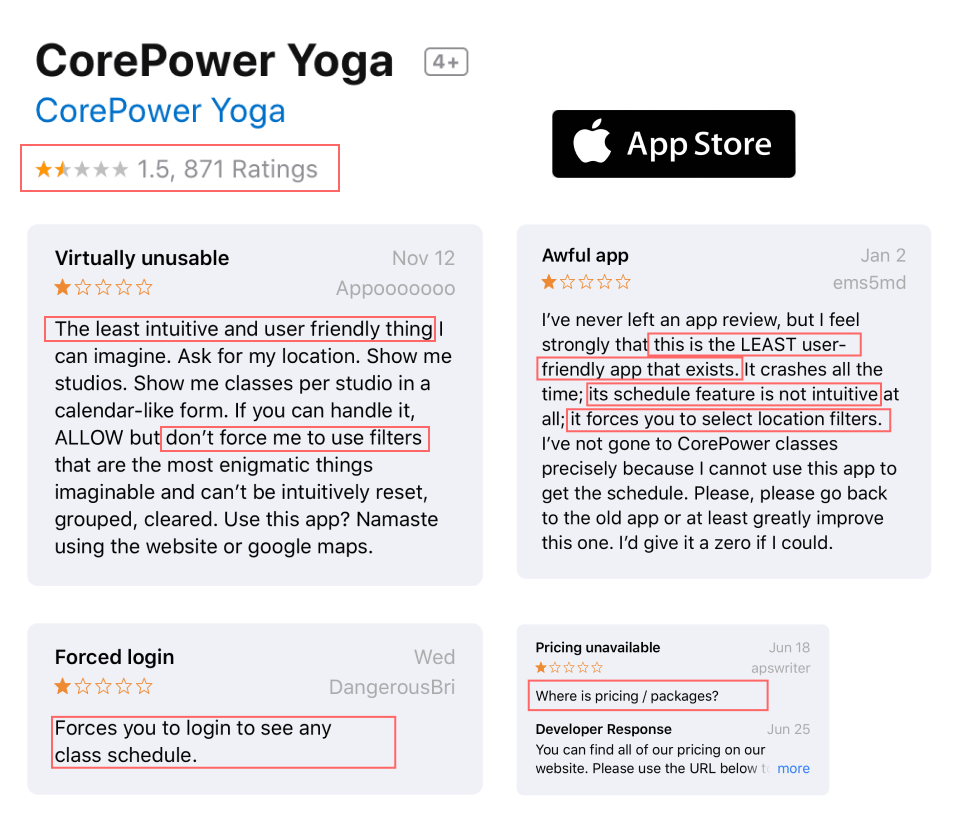 CorePower Yoga 4+
CorePower Yoga
1.5, 871 Ratings
App Store
Virtually unusable Nov 12
Appooooooo
The least intuitive and user friendly thing I
can imagine. Ask for my location. Show me
studios. Show me classes per studio in a
calendar-like form. If you can handle it,
ALLOW but don’t force me to use filters
that are the most enigmatic things
imaginable and can’t be intuitively reset,
grouped, cleared. Use this app? Namaste
using the website or google maps.
Awful app Jan 2
ems5md
I’ve never left an app review, but I feel
strongly that this is the LEAST user-
friendly app that exists. It crashes all the
time; its schedule feature is not intuitive at
all; it forces you to select location filters.
I’ve not gone to CorePower classes
precisely because I cannot use this app to
get the schedule. Please, please go back
to the old app or at least greatly improve
this one. I’d give it a zero if I could.
Forced login Wed
DangerousBri
Forces you to login to see any
class schedule.
Pricing unavailable Jun 18
apswriter
Where is pricing / packages?
Developer Response Jun 25
You can find all of our pricing on our
website. Please use the URL below to more